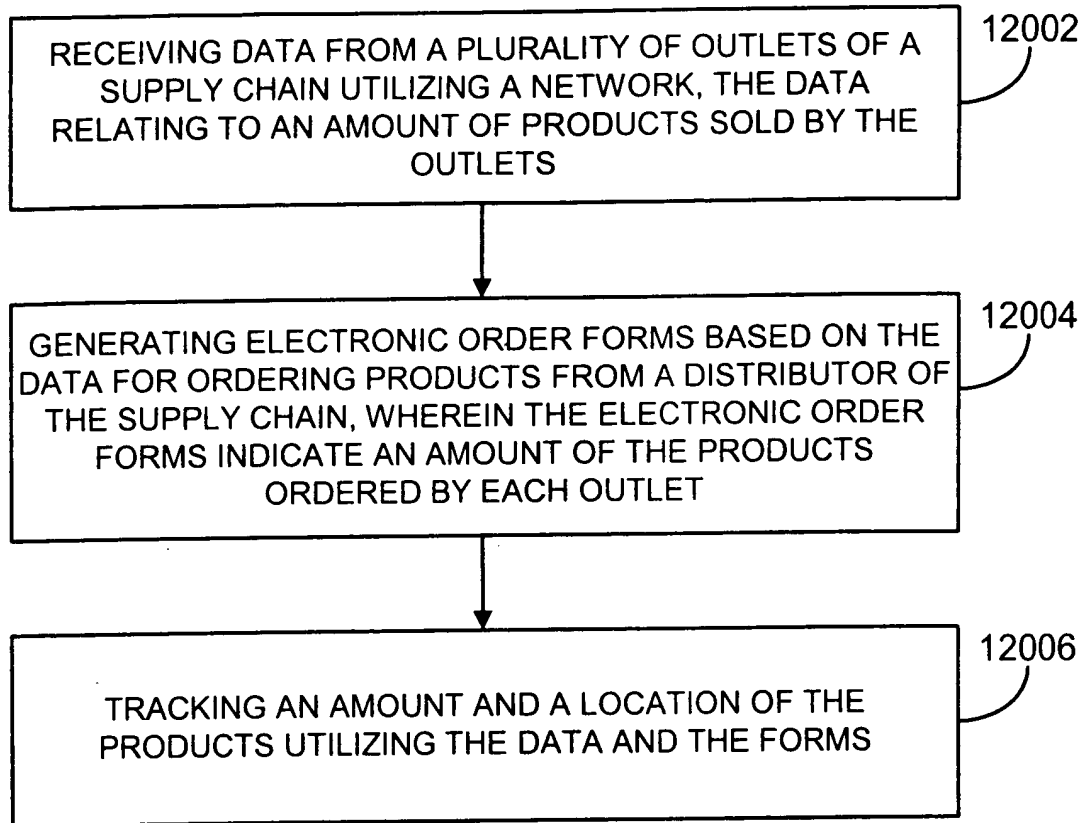 RECEIVING DATA FROM A PLURALITY OF OUTLETS OF A
SUPPLY CHAIN UTILIZING A NETWORK, THE DATA
RELATING TO AN AMOUNT OF PRODUCTS SOLD BY THE
OUTLETS
12002
GENERATING ELECTRONIC ORDER FORMS BASED ON THE
DATA FOR ORDERING PRODUCTS FROM A DISTRIBUTOR OF
THE SUPPLY CHAIN, WHEREIN THE ELECTRONIC ORDER
FORMS INDICATE AN AMOUNT OF THE PRODUCTS
ORDERED BY EACH OUTLET
12004
TRACKING AN AMOUNT AND A LOCATION OF THE
PRODUCTS UTILIZING THE DATA AND THE FORMS
12006